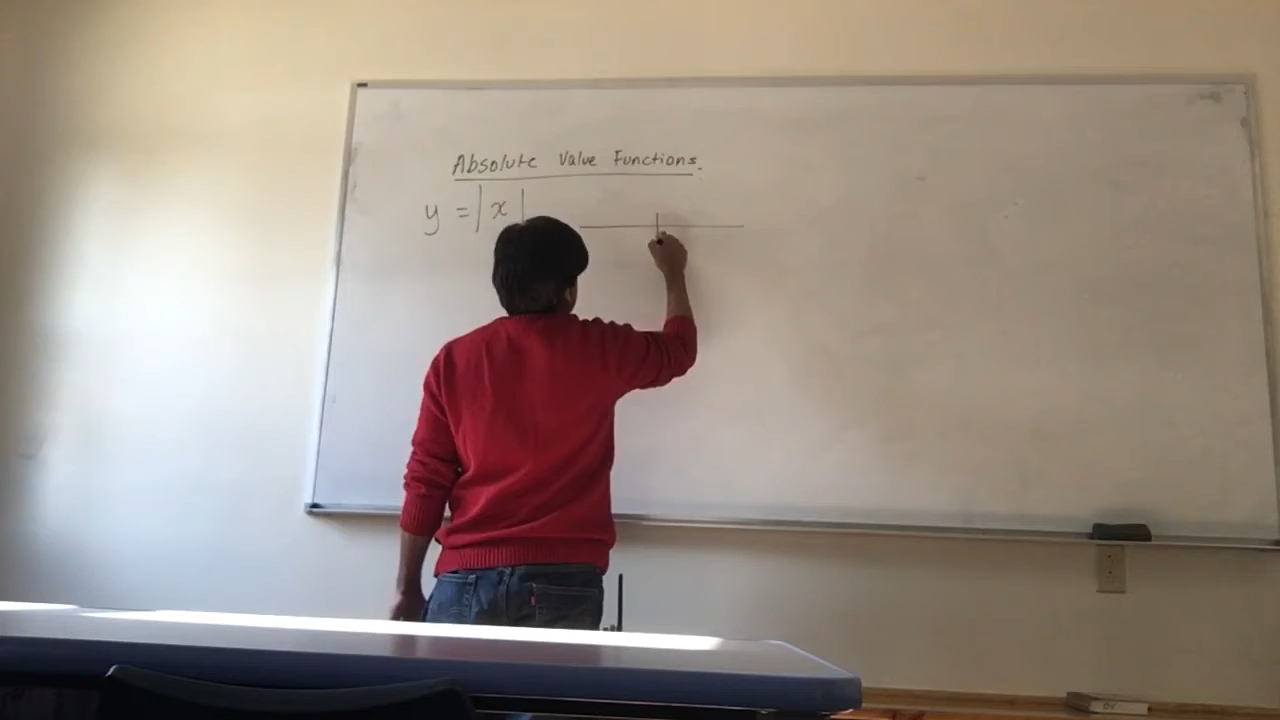 Absolute Value Functions.
y = |x|